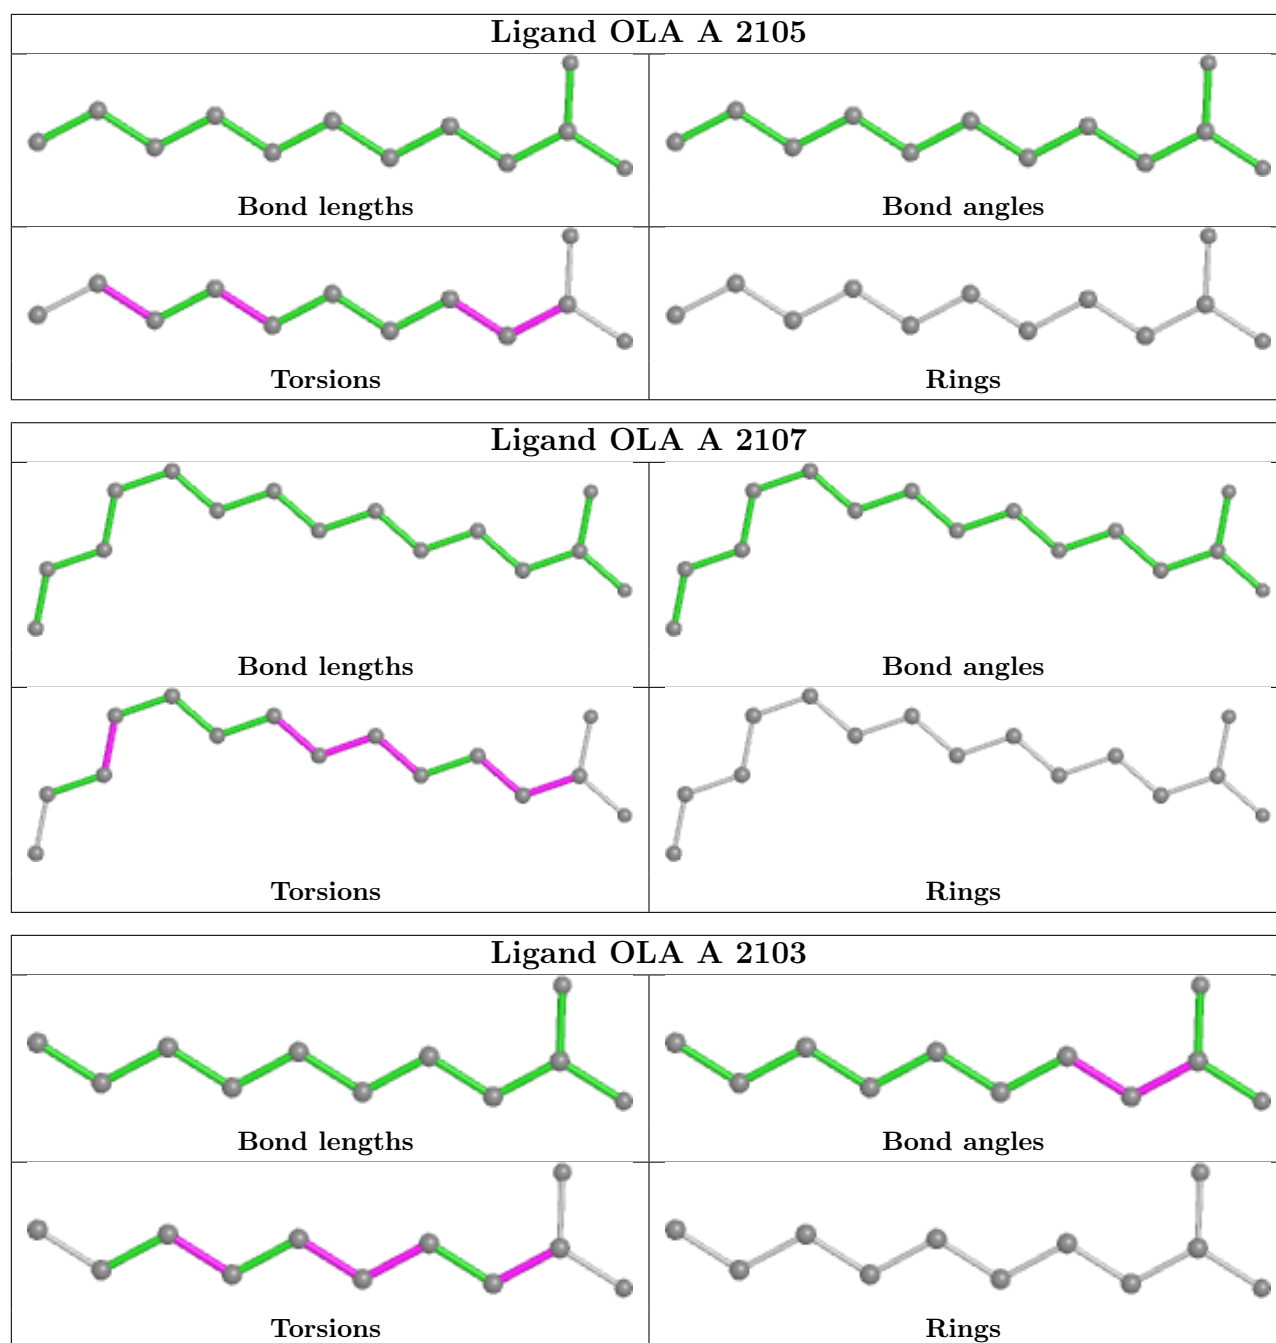 Ligand OLA A 2105
Bond lengths
Bond angles
Torsions
Rings
Ligand OLA A 2107
Bond lengths
Bond angles
Torsions
Rings
Ligand OLA A 2103
Bond lengths
Bond angles
Torsions
Rings